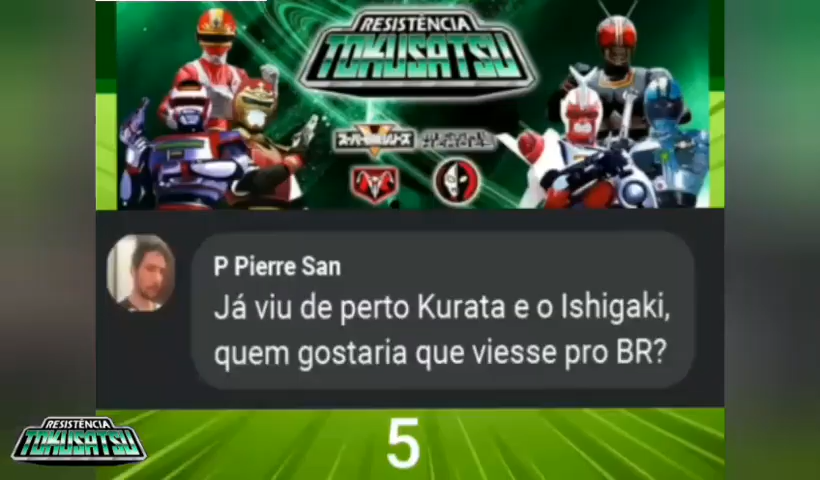 RESISTÊNCIA
TOKUSATSU
P Pierre San
Já viu de perto Kurata e o Ishigaki,
quem gostaria que viesse pro BR?
5
RESISTÊNCIA
TOKUSATSU